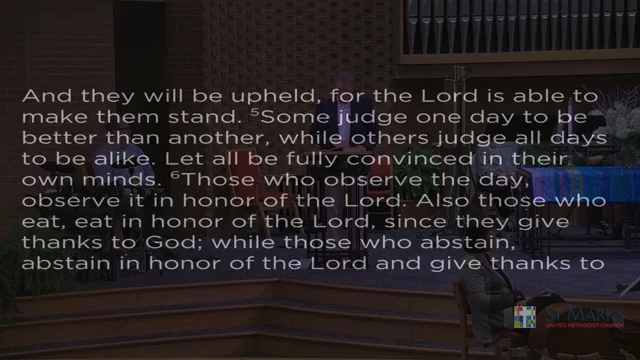 And they will be upheld, for the Lord is able to
make them stand. ⁵Some judge one day to be
better than another, while others judge all days
to be alike. Let all be fully convinced in their
own minds. ⁶Those who observe the day,
observe it in honor of the Lord. Also those who
eat, eat in honor of the Lord, since they give
thanks to God; while those who abstain,
abstain in honor of the Lord and give thanks to
ST. MARKS
UNITED METHODIST CHURCH